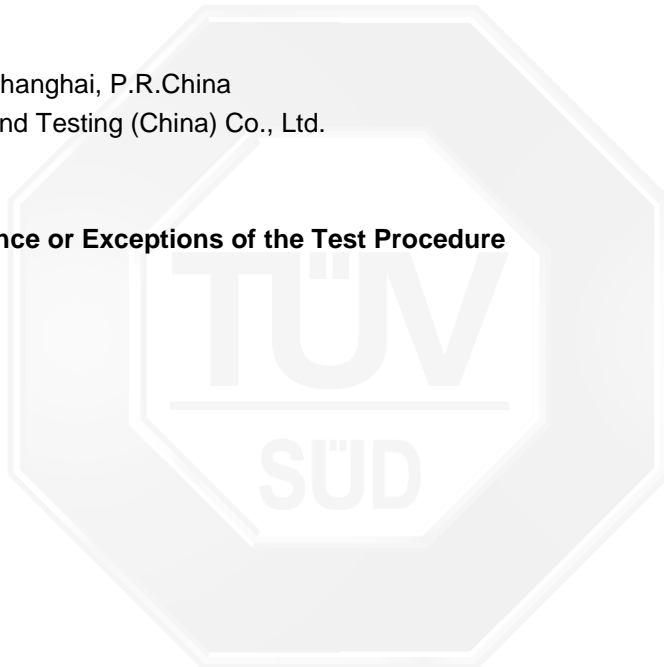 hanghai, P.R.China
nd Testing (China) Co., Ltd.
nce or Exceptions of the Test Procedure
TÜV
SÜD